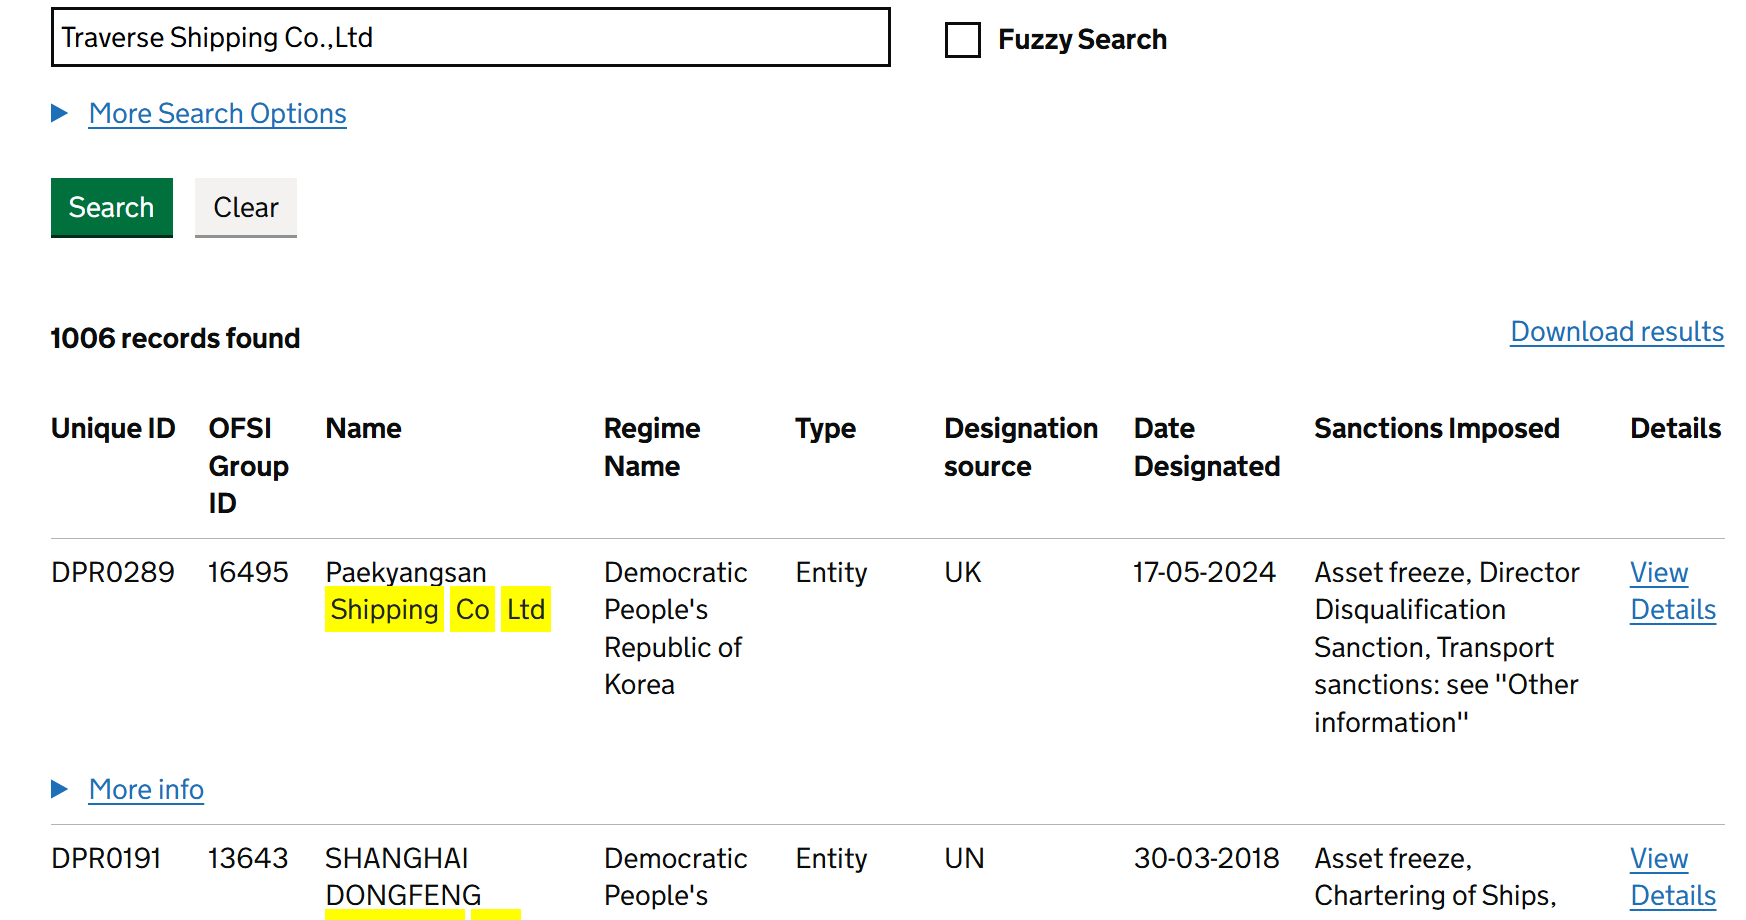 Traverse Shipping Co.,Ltd
Fuzzy Search
More Search Options
Search
Clear
1006 records found
Download results
Unique ID
OFSI Group ID
Name
Regime Name
Type
Designation source
Date Designated
Sanctions Imposed
Details
DPR0289
16495
Paekyangsan
Shipping Co Ltd
Democratic
People's
Republic of
Korea
Entity
UK
17-05-2024
Asset freeze, Director
Disqualification
Sanction, Transport
sanctions: see "Other
information"
View
Details
More info
DPR0191
13643
SHANGHAI
DONGFENG
Democratic
People's
Entity
UN
30-03-2018
Asset freeze,
Chartering of Ships,
View
Details